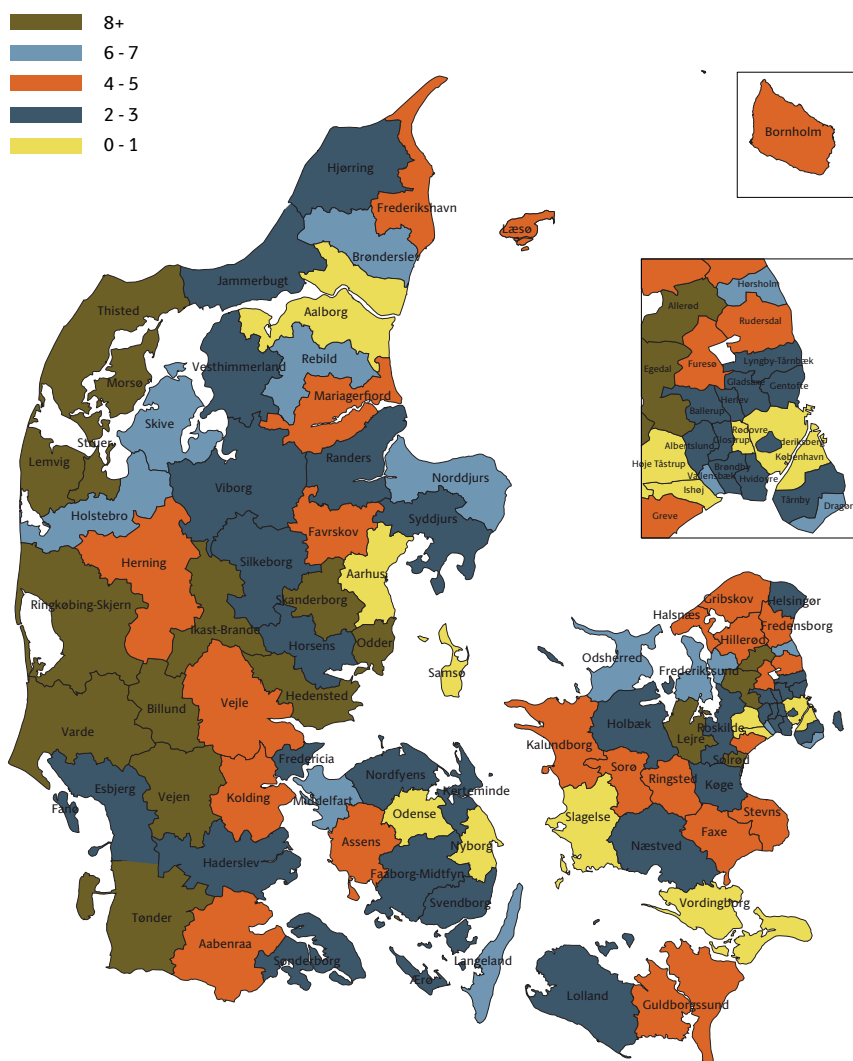 8+
6 - 7
4 - 5
2 - 3
0 - 1
Bornholm
Hjørring
Frederikshavn
Læsø
Brønderslev
Jammerbugt
Thisted
Aalborg
Rebild
Vesthimmerland
Morsø
Mariagerfjord
Skive
Struer
Lemvig
Randers
Norddjurs
Viborg
Holstebro
Syddjurs
Favrskov
Herning
Silkeborg
Aarhus
Skanderborg
Ringkøbing-Skjern
Ikast-Brande
Horsens
Odder
Samsø
Hedensted
Billund
Vejle
Varde
Fredericia
Esbjerg
Vejen
Kolding
Fanø
Middelfart
Nordfyens
Kerteminde
Odense
Assens
Nyborg
Haderslev
Faaborg-Midtfyn
Svendborg
Tønder
Aabenraa
Sønderborg
Langeland
Ærø
Hørsholm
Allerød
Rudersdal
Furesø
Lyngby-Tårnbæk
Egedal
Gladsaxe
Gentofte
Herlev
Ballerup
Rødovre
Glostrup
Albertslund
Frederiksberg
København
Høje Tåstrup
Brøndby
Vallensbæk
Hvidovre
Ishøj
Tårnby
Dragør
Greve
Gribskov
Helsingør
Halsnæs
Fredensborg
Hillerød
Odsherred
Frederikssund
Holbæk
Roskilde
Lejre
Kalundborg
Solrød
Sorø
Ringsted
Køge
Stevns
Slagelse
Faxe
Næstved
Vordingborg
Lolland
Guldborgssund